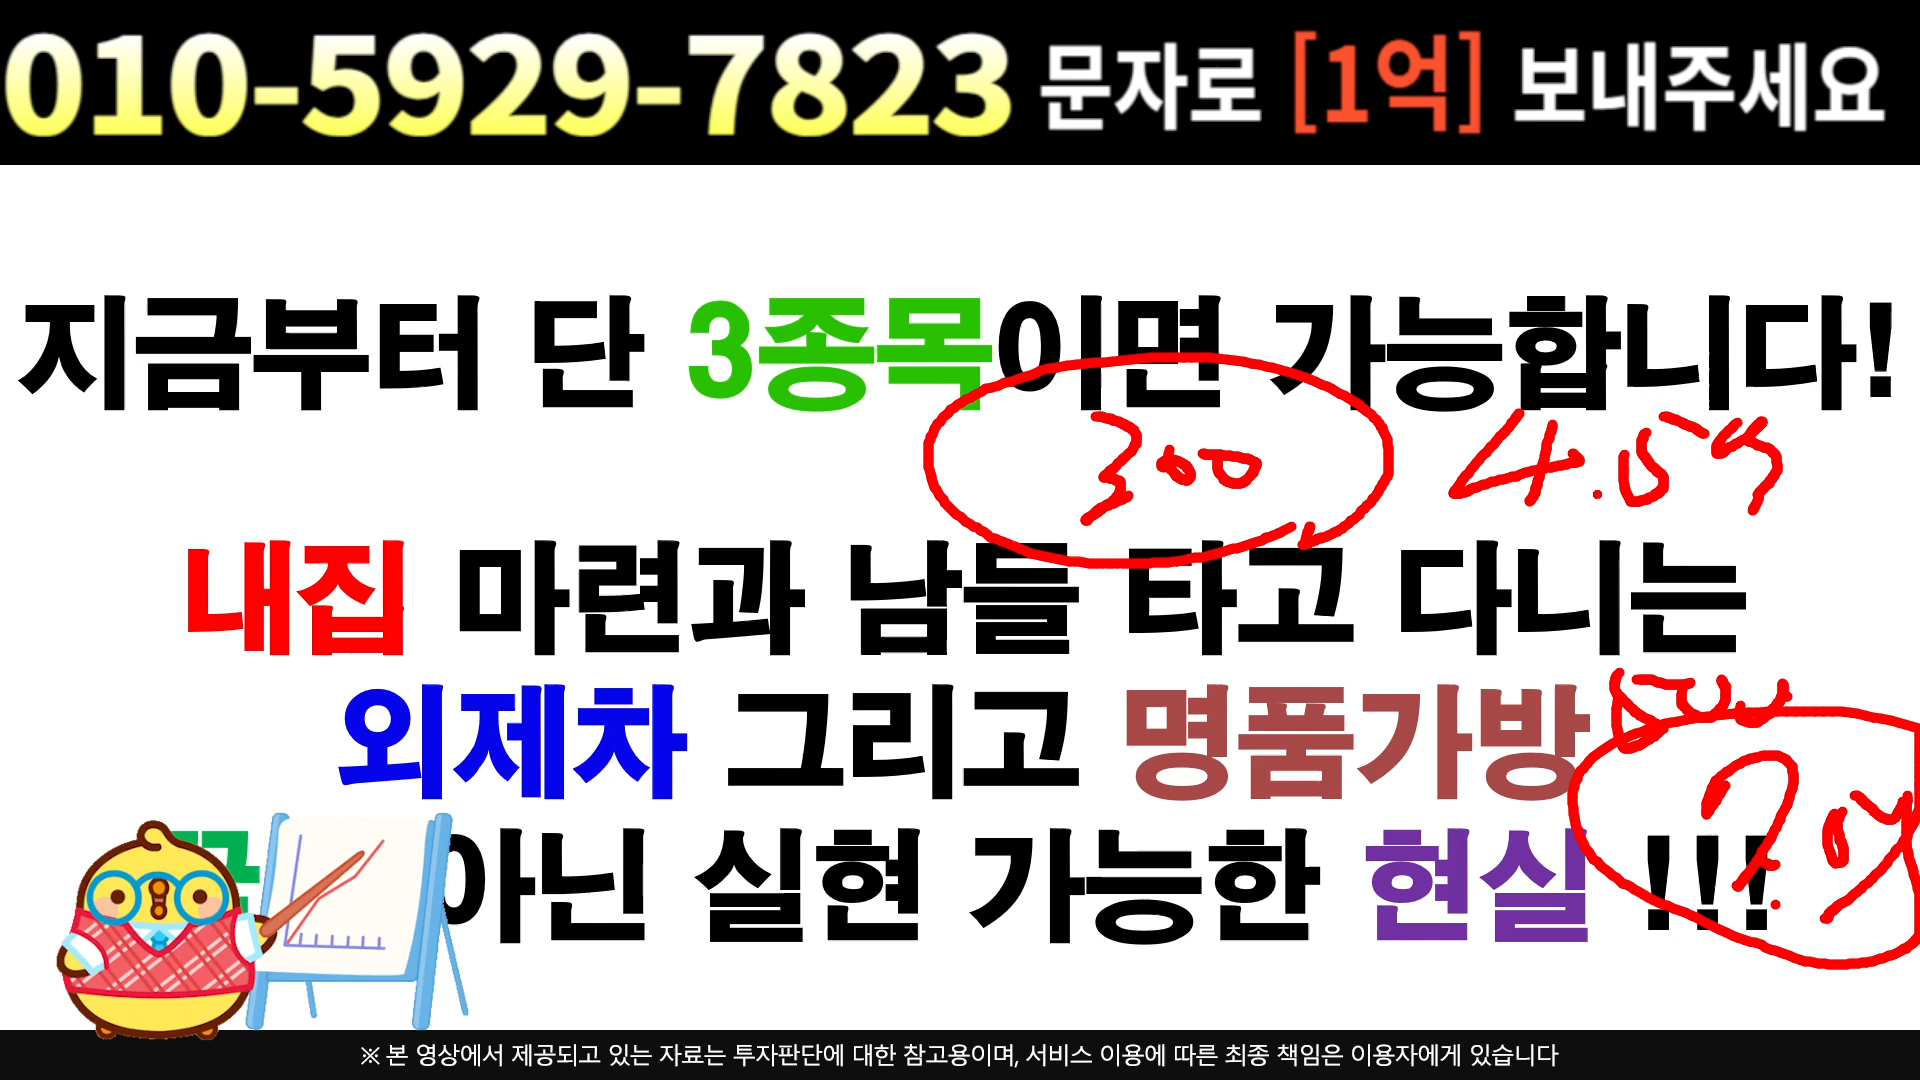 010-5929-7823 문자로 [1억] 보내주세요
지금부터 단 3종목이면 가능합니다!
300
내집 마련과 남들 타고 다니는
외제차 그리고 명품가방
아닌 실현 가능한 현실 !!!
※ 본 영상에서 제공되고 있는 자료는 투자판단에 대한 참고용이며, 서비스 이용에 따른 최종 책임은 이용자에게 있습니다